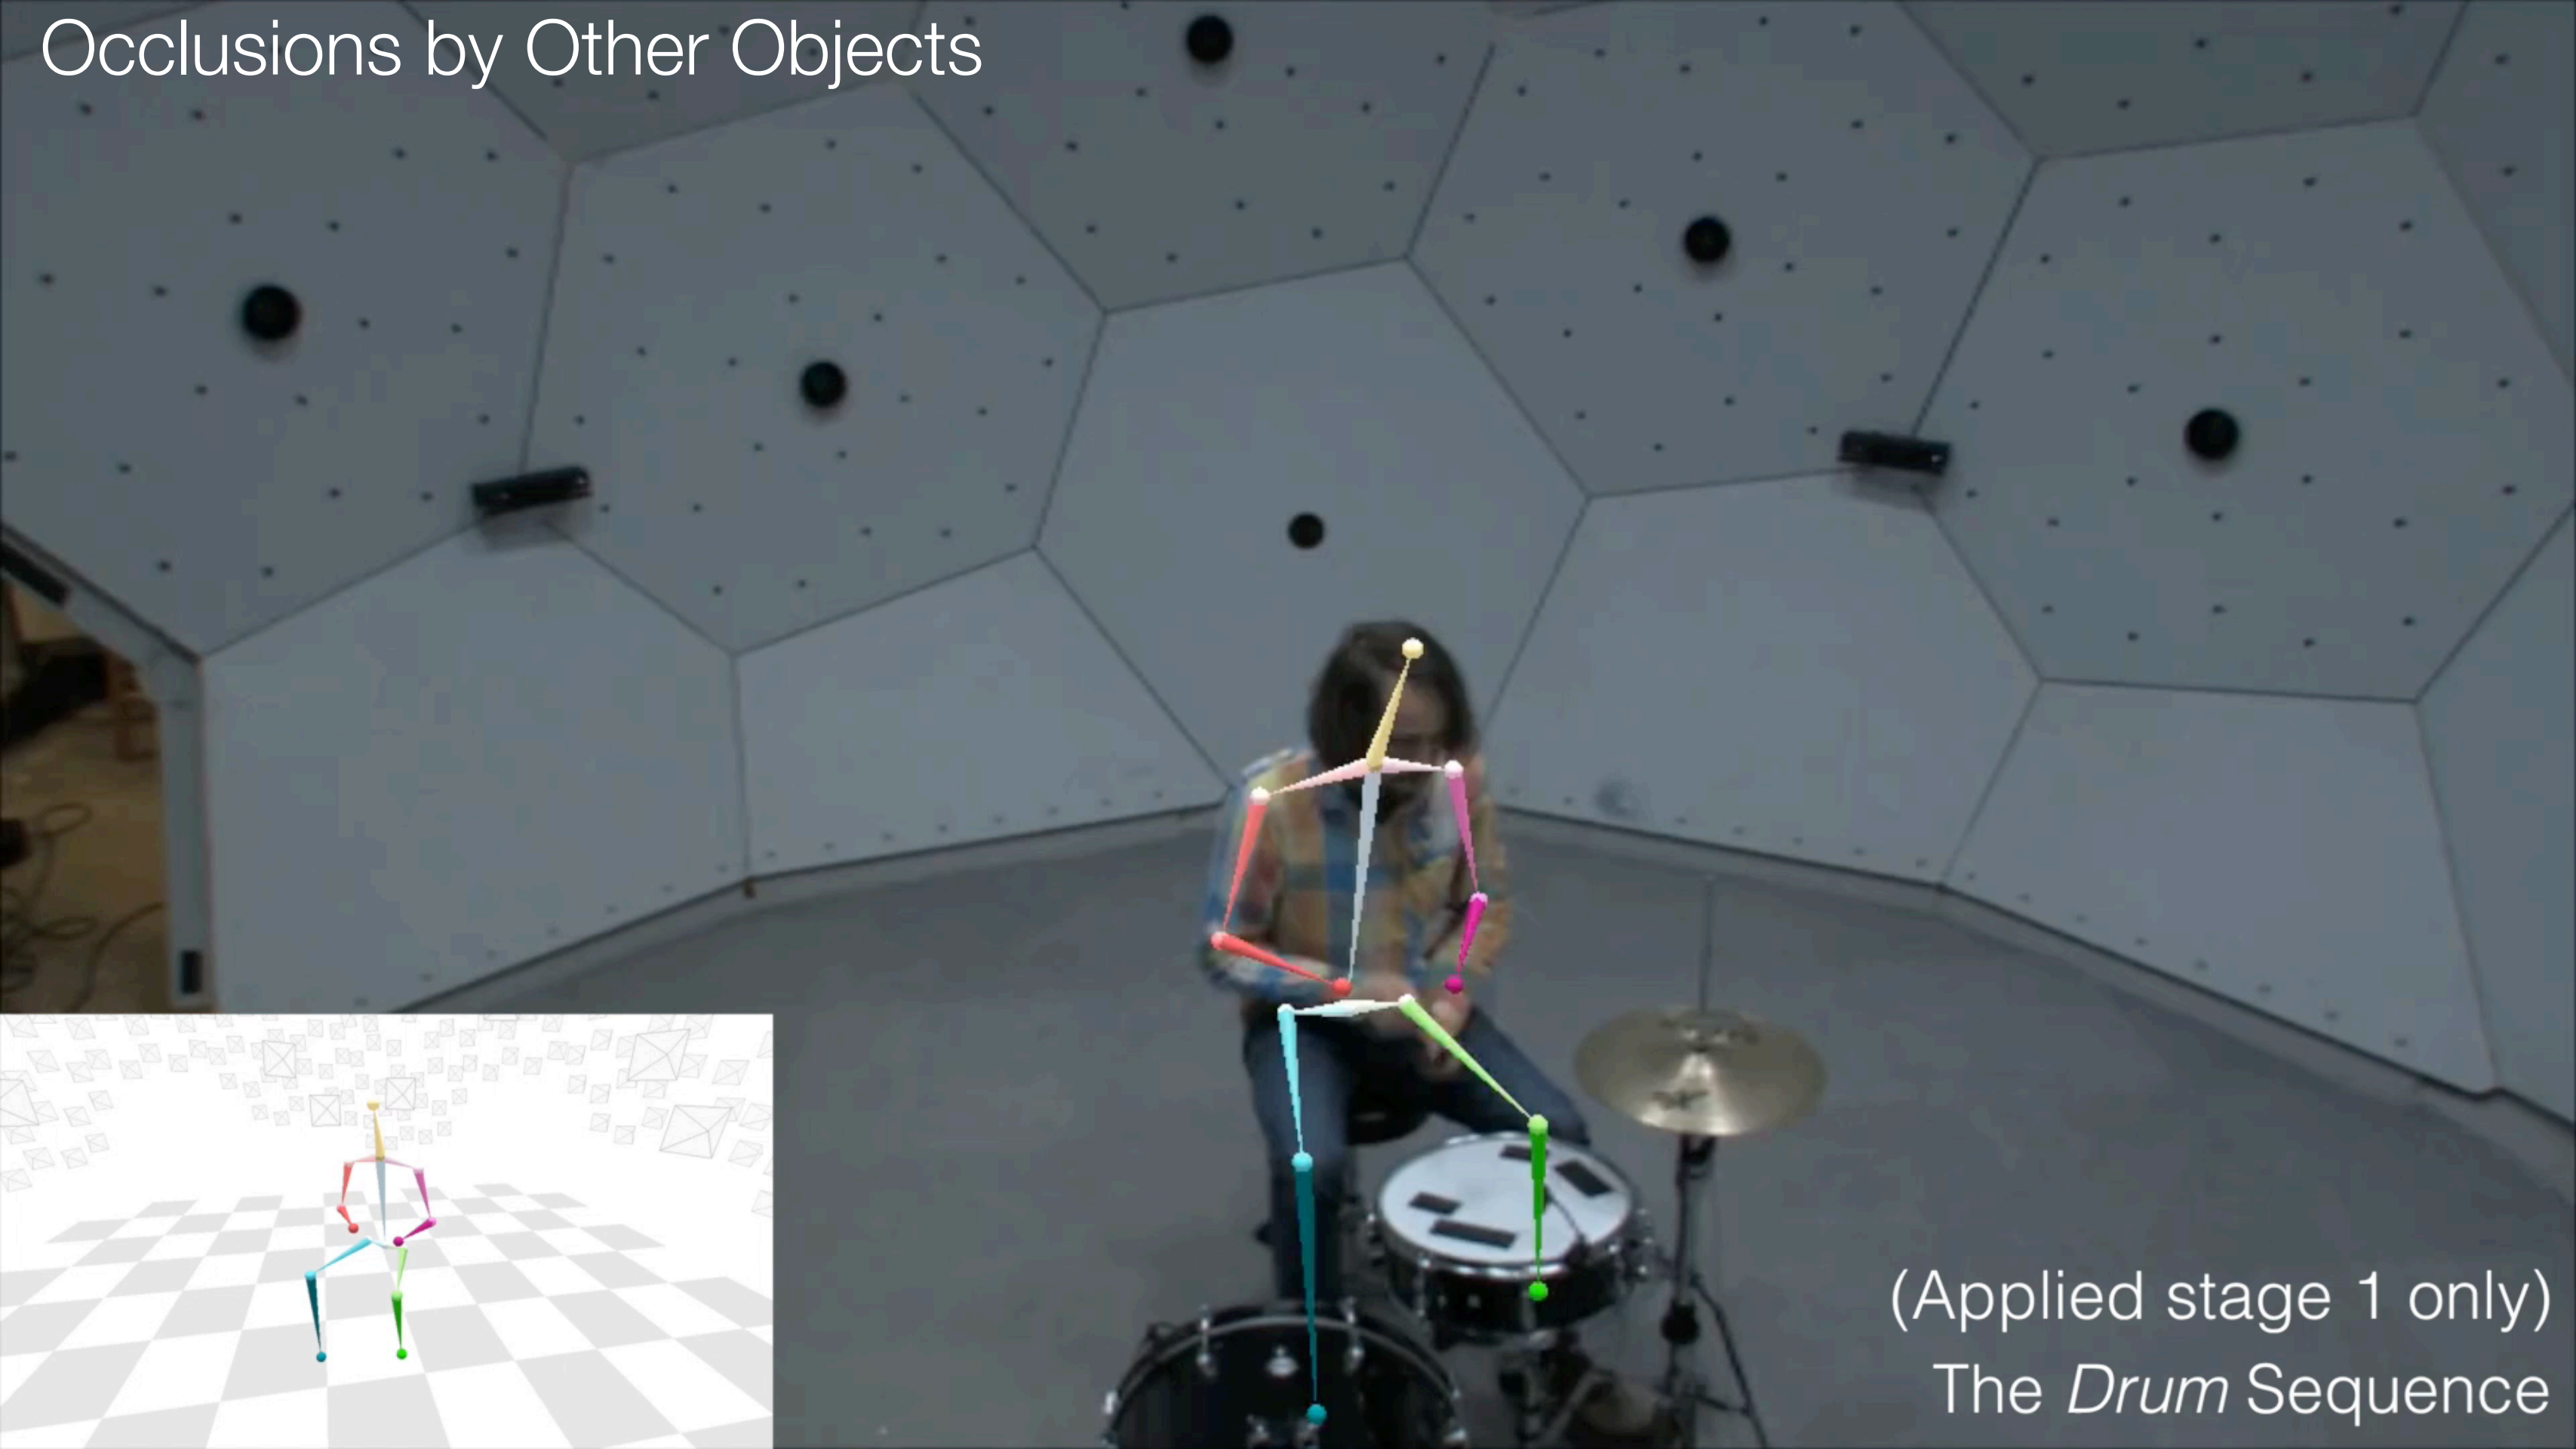 Occlusions by Other Objects
(Applied stage 1 only)
The Drum Sequence